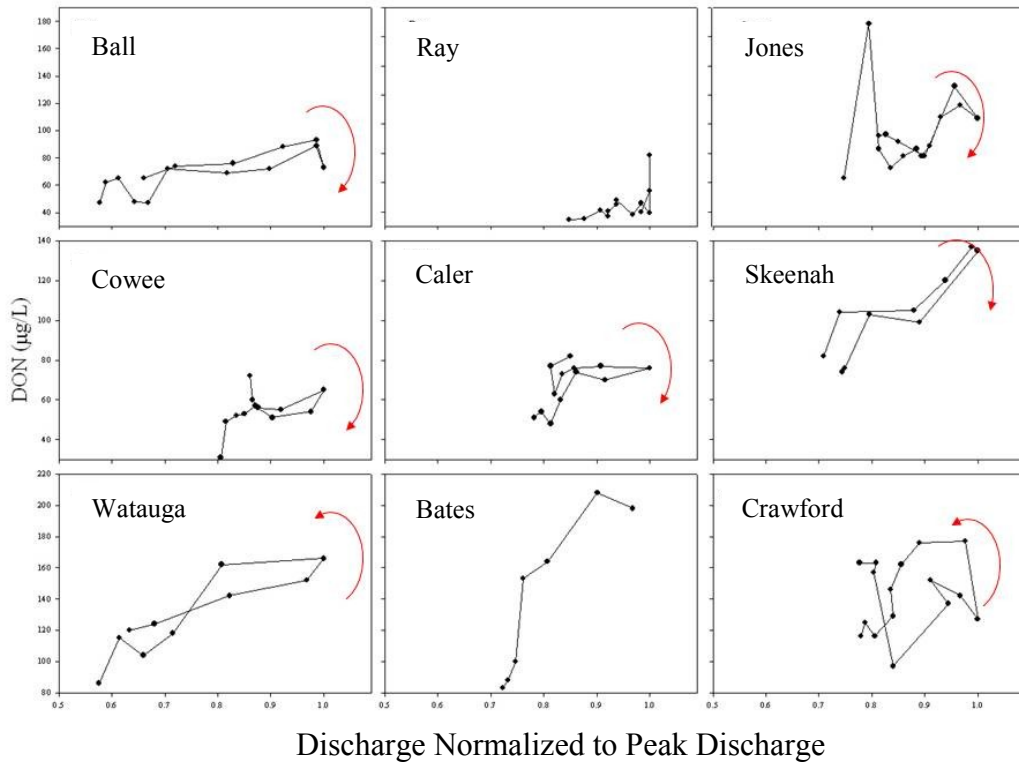 Ball
Ray
Jones
180
160
140
120
100
80
60
40
Cowee
Caler
Skeenah
140
120
100
80
60
40
DON (µg/L)
Watauga
Bates
Crawford
220
200
180
160
140
120
100
80
0.5 0.6 0.7 0.8 0.9 1.0 0.5 0.6 0.7 0.8 0.9 1.0 0.5 0.6 0.7 0.8 0.9 1.0
Discharge Normalized to Peak Discharge